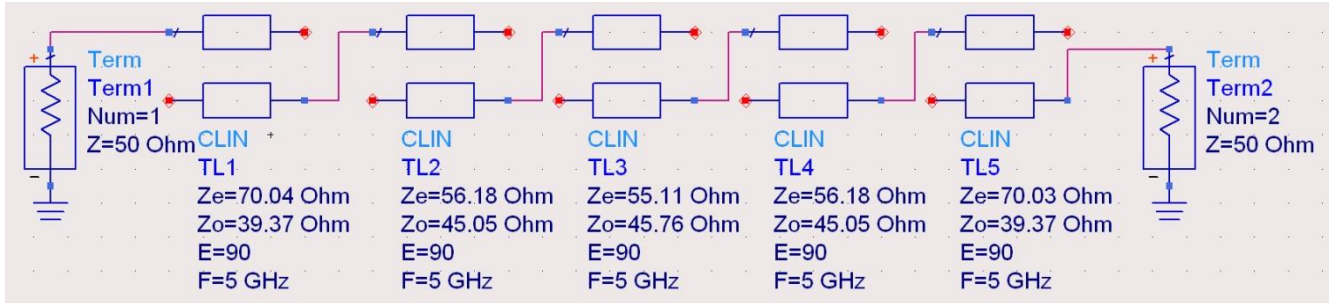 +
Term
Term1
Num=1
Z=50 Ohm
-
CLIN
TL1
Ze=70.04 Ohm
Zo=39.37 Ohm
E=90
F=5 GHz
CLIN
TL2
Ze=56.18 Ohm
Zo=45.05 Ohm
E=90
F=5 GHz
CLIN
TL3
Ze=55.11 Ohm
Zo=45.76 Ohm
E=90
F=5 GHz
CLIN
TL4
Ze=56.18 Ohm
Zo=45.05 Ohm
E=90
F=5 GHz
CLIN
TL5
Ze=70.03 Ohm
Zo=39.37 Ohm
E=90
F=5 GHz
+
Term
Term2
Num=2
Z=50 Ohm
-